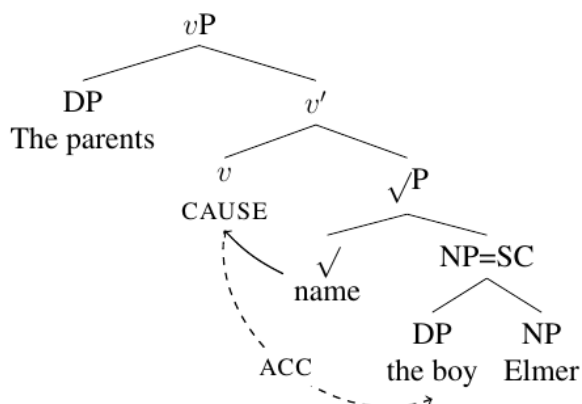 vP
DP
The parents
v′
v
CAUSE
√P
√
name
NP=SC
DP
the boy
NP
Elmer
ACC